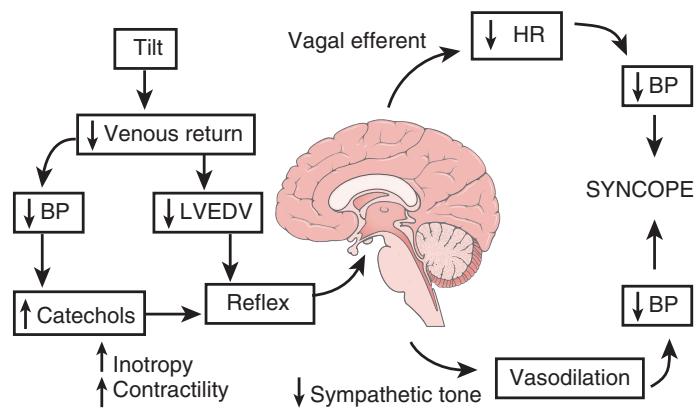 Tilt
↓ Venous return
↓ BP
↓ LVEDV
↑ Catechols
Reflex
↑ Inotropy
↑ Contractility
Vagal efferent
↓ HR
↓ BP
SYNCOPE
↓ BP
Vasodilation
↓ Sympathetic tone